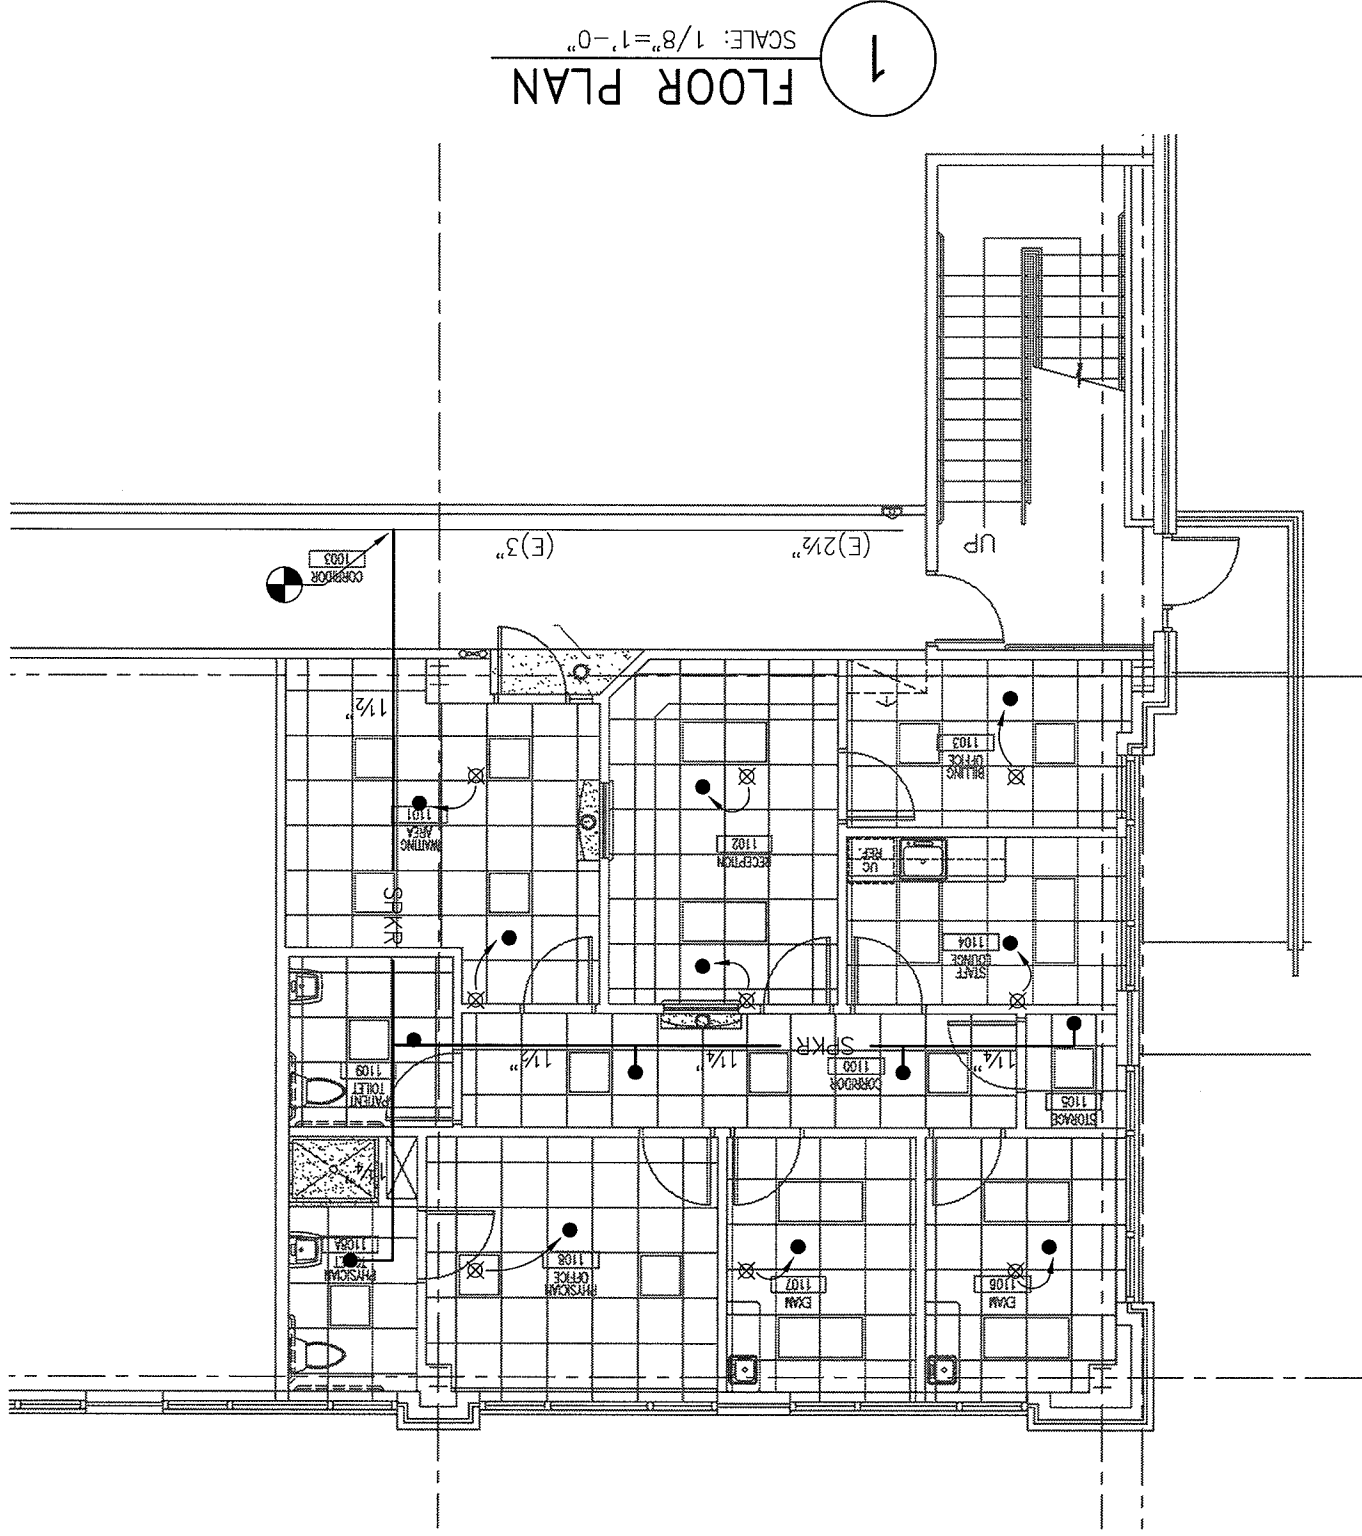 EXAM
1106
EXAM
1107
PHYSICIAN
OFFICE
1108
PHYSICIAN
1108A
1¼"
STORAGE
1105
CORRIDOR
1100
PATIENT
TOILET
1109
1¼"
SPKR
1¼"
1½"
STAFF
LOUNGE
1104
SPKR
UC
REF.
RECEPTION
1102
WAITING
AREA
1101
BILLING
OFFICE
1103
1½"
CORRIDOR
1003
UP
(E)2½"
(E)3"
1
FLOOR PLAN
SCALE: 1/8"=1'-0"